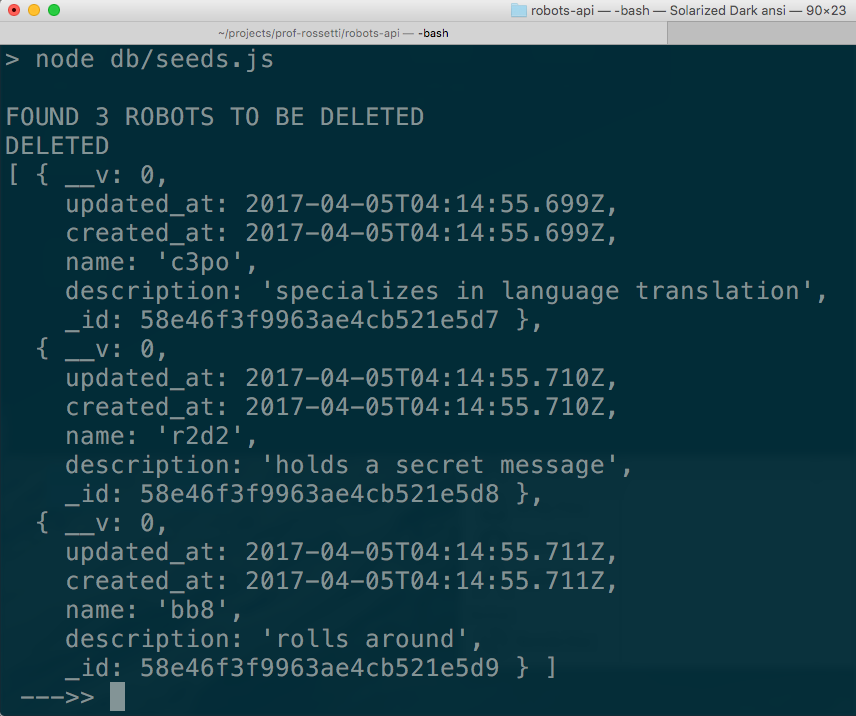 robots-api — -bash — Solarized Dark ansi — 90×23
~/projects/prof-rossetti/robots-api — -bash
> node db/seeds.js
FOUND 3 ROBOTS TO BE DELETED
DELETED
[ { __v: 0,
updated_at: 2017-04-05T04:14:55.699Z,
created_at: 2017-04-05T04:14:55.699Z,
name: 'c3po',
description: 'specializes in language translation',
_id: 58e46f3f9963ae4cb521e5d7 },
{ __v: 0,
updated_at: 2017-04-05T04:14:55.710Z,
created_at: 2017-04-05T04:14:55.710Z,
name: 'r2d2',
description: 'holds a secret message',
_id: 58e46f3f9963ae4cb521e5d8 },
{ __v: 0,
updated_at: 2017-04-05T04:14:55.711Z,
created_at: 2017-04-05T04:14:55.711Z,
name: 'bb8',
description: 'rolls around',
_id: 58e46f3f9963ae4cb521e5d9 } ]
--->>